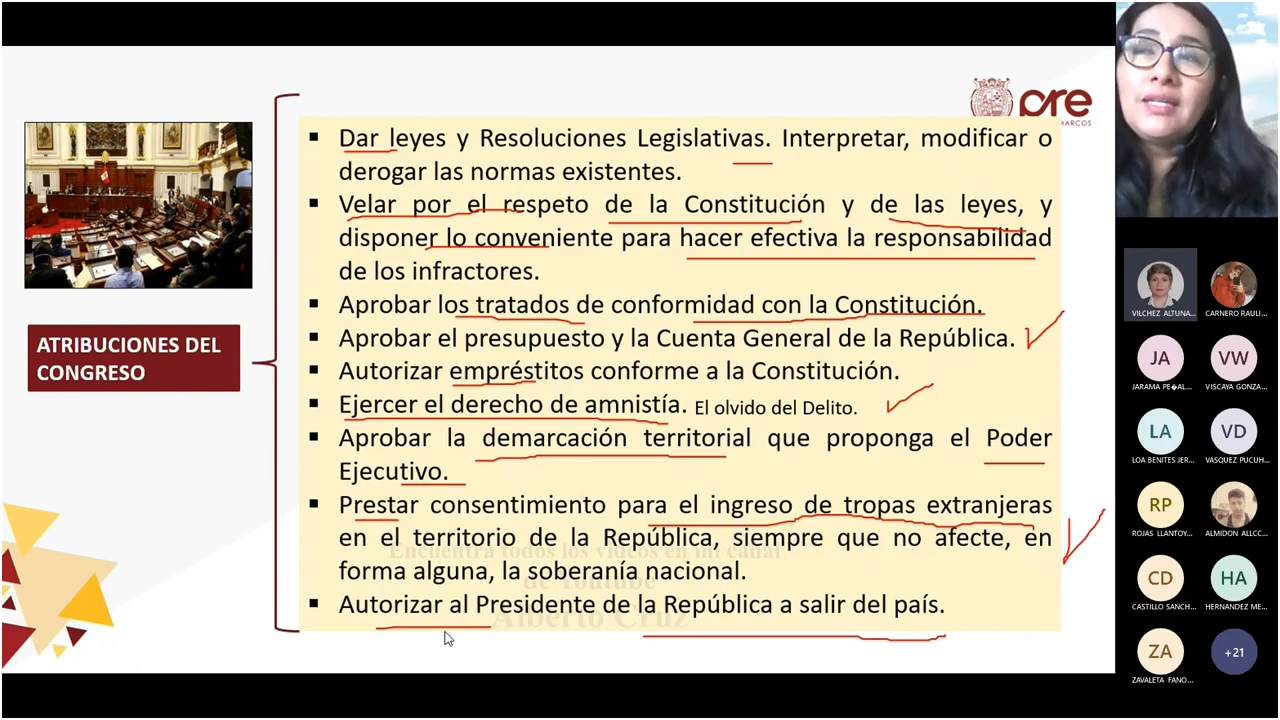 pre
MARCOS
▪ Dar leyes y Resoluciones Legislativas. Interpretar, modificar o
derogar las normas existentes.
▪ Velar por el respeto de la Constitución y de las leyes, y
disponer lo conveniente para hacer efectiva la responsabilidad
de los infractores.
▪ Aprobar los tratados de conformidad con la Constitución.
▪ Aprobar el presupuesto y la Cuenta General de la República.
▪ Autorizar empréstitos conforme a la Constitución.
▪ Ejercer el derecho de amnistía. El olvido del Delito.
▪ Aprobar la demarcación territorial que proponga el Poder
Ejecutivo.
▪ Prestar consentimiento para el ingreso de tropas extranjeras
en el territorio de la República, siempre que no afecte, en
forma alguna, la soberanía nacional.
▪ Autorizar al Presidente de la República a salir del país.
Encuentra todos los videos en mi canal
de Youtube
Alberto Cruz
ATRIBUCIONES DEL
CONGRESO
VILCHEZ ALTUNA...
CARNERO RAULI...
JA
VW
JARAMA PE�AL...
VISCAYA GONZA...
LA
VD
LOA BENITES JER...
VASQUEZ PUCUH...
RP
ROJAS LLANTOY...
ALMIDON ALLCC...
CD
HA
CASTILLO SANCH...
HERNANDEZ ME...
ZA
+21
ZAVALETA FANO...